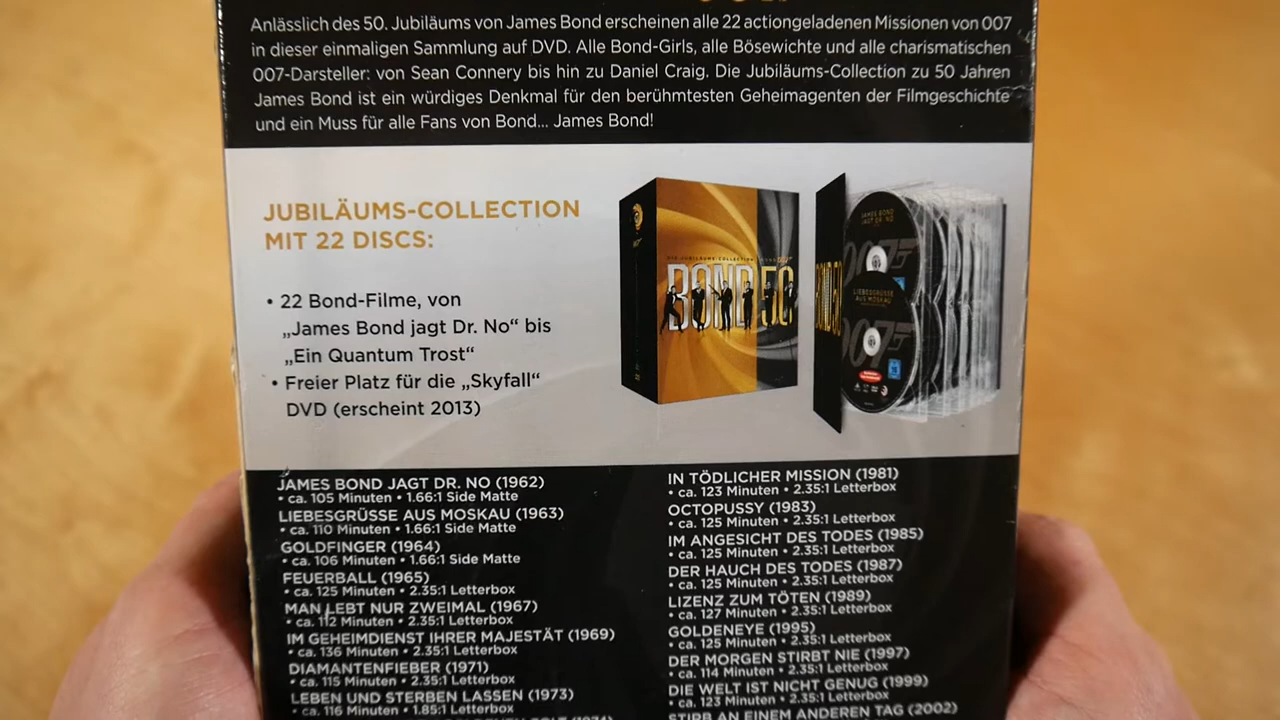 Anlässlich des 50. Jubiläums von James Bond erscheinen alle 22 actiongeladenen Missionen von 007
in dieser einmaligen Sammlung auf DVD. Alle Bond-Girls, alle Bösewichte und alle charismatischen
007-Darsteller: von Sean Connery bis hin zu Daniel Craig. Die Jubiläums-Collection zu 50 Jahren
James Bond ist ein würdiges Denkmal für den berühmtesten Geheimagenten der Filmgeschichte
und ein Muss für alle Fans von Bond... James Bond!
JUBILÄUMS-COLLECTION
MIT 22 DISCS:
• 22 Bond-Filme, von
„James Bond jagt Dr. No“ bis
„Ein Quantum Trost“
• Freier Platz für die „Skyfall“
DVD (erscheint 2013)
DIE JUBILÄUMS-COLLECTION
BOND50
BOND50
JAMES BOND
JAGT DR. NO
007
LIEBESGRÜSSE
AUS MOSKAU
007
JAMES BOND JAGT DR. NO (1962)
• ca. 105 Minuten • 1.66:1 Side Matte
LIEBESGRÜSSE AUS MOSKAU (1963)
• ca. 110 Minuten • 1.66:1 Side Matte
GOLDFINGER (1964)
• ca. 106 Minuten • 1.66:1 Side Matte
FEUERBALL (1965)
• ca. 125 Minuten • 2.35:1 Letterbox
MAN LEBT NUR ZWEIMAL (1967)
• ca. 112 Minuten • 2.35:1 Letterbox
IM GEHEIMDIENST IHRER MAJESTÄT (1969)
• ca. 136 Minuten • 2.35:1 Letterbox
DIAMANTENFIEBER (1971)
• ca. 115 Minuten • 2.35:1 Letterbox
LEBEN UND STERBEN LASSEN (1973)
• ca. 116 Minuten • 1.85:1 Letterbox
IN TÖDLICHER MISSION (1981)
• ca. 123 Minuten • 2.35:1 Letterbox
OCTOPUSSY (1983)
• ca. 125 Minuten • 2.35:1 Letterbox
IM ANGESICHT DES TODES (1985)
• ca. 125 Minuten • 2.35:1 Letterbox
DER HAUCH DES TODES (1987)
• ca. 125 Minuten • 2.35:1 Letterbox
LIZENZ ZUM TÖTEN (1989)
• ca. 127 Minuten • 2.35:1 Letterbox
GOLDENEYE (1995)
• ca. 125 Minuten • 2.35:1 Letterbox
DER MORGEN STIRBT NIE (1997)
• ca. 114 Minuten • 2.35:1 Letterbox
DIE WELT IST NICHT GENUG (1999)
• ca. 123 Minuten • 2.35:1 Letterbox
STIRB AN EINEM ANDEREN TAG (2002)